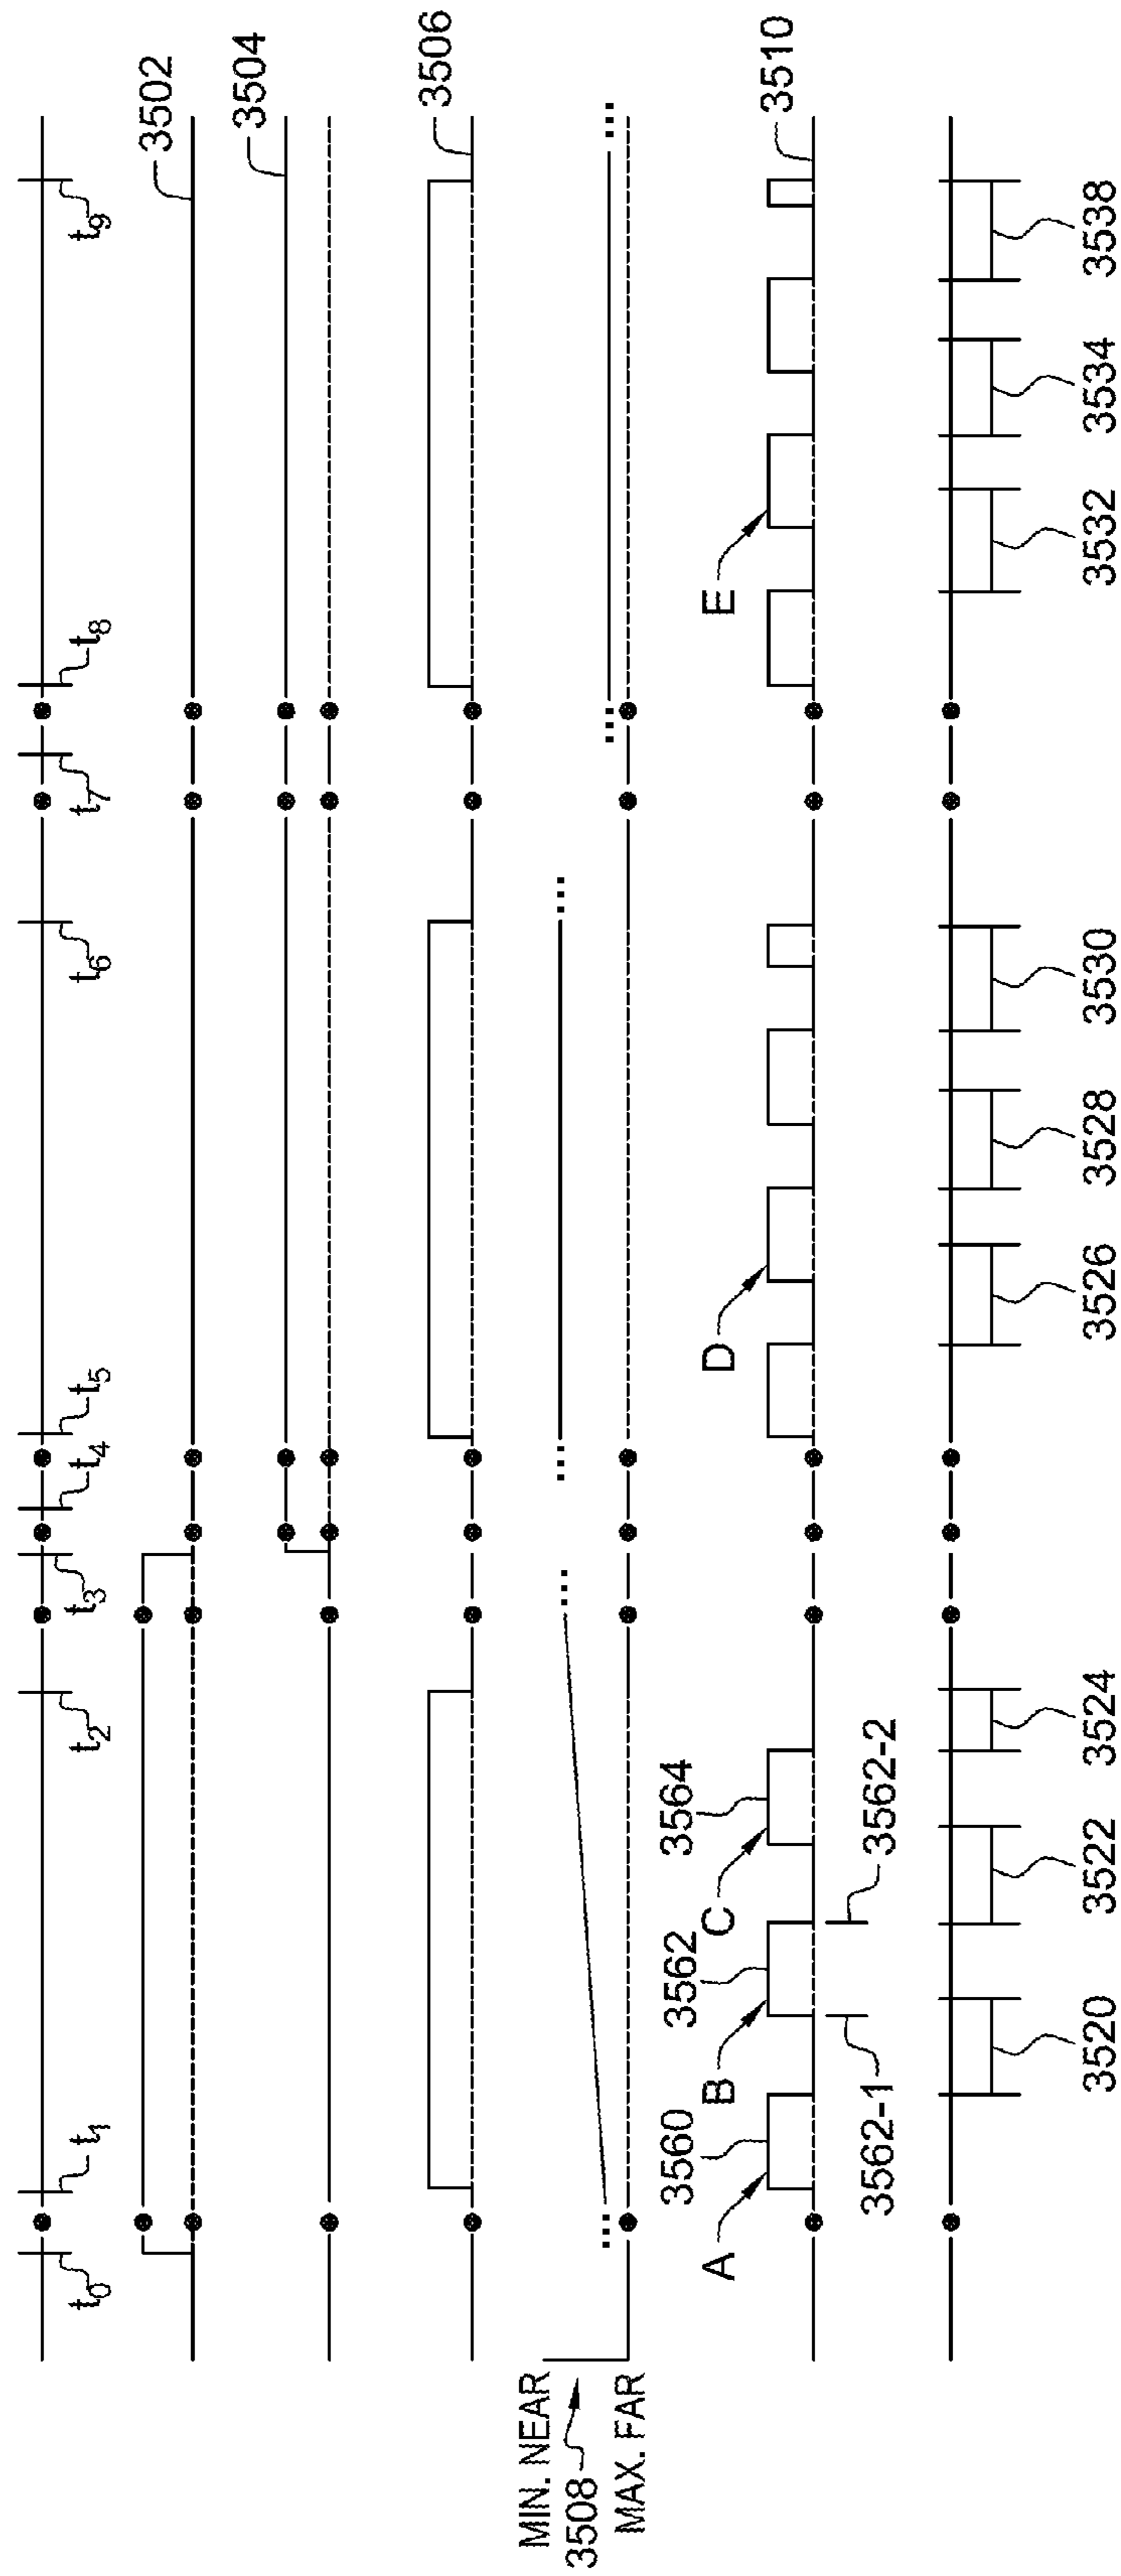 t0
t1
t2
t3
t4
t5
t6
t7
t8
t9
3502
3504
3506
MIN. NEAR
3508
MAX. FAR
A
3560
B
3562
C
3564
D
E
3510
3562-1
3562-2
3520
3522
3524
3526
3528
3530
3532
3534
3538